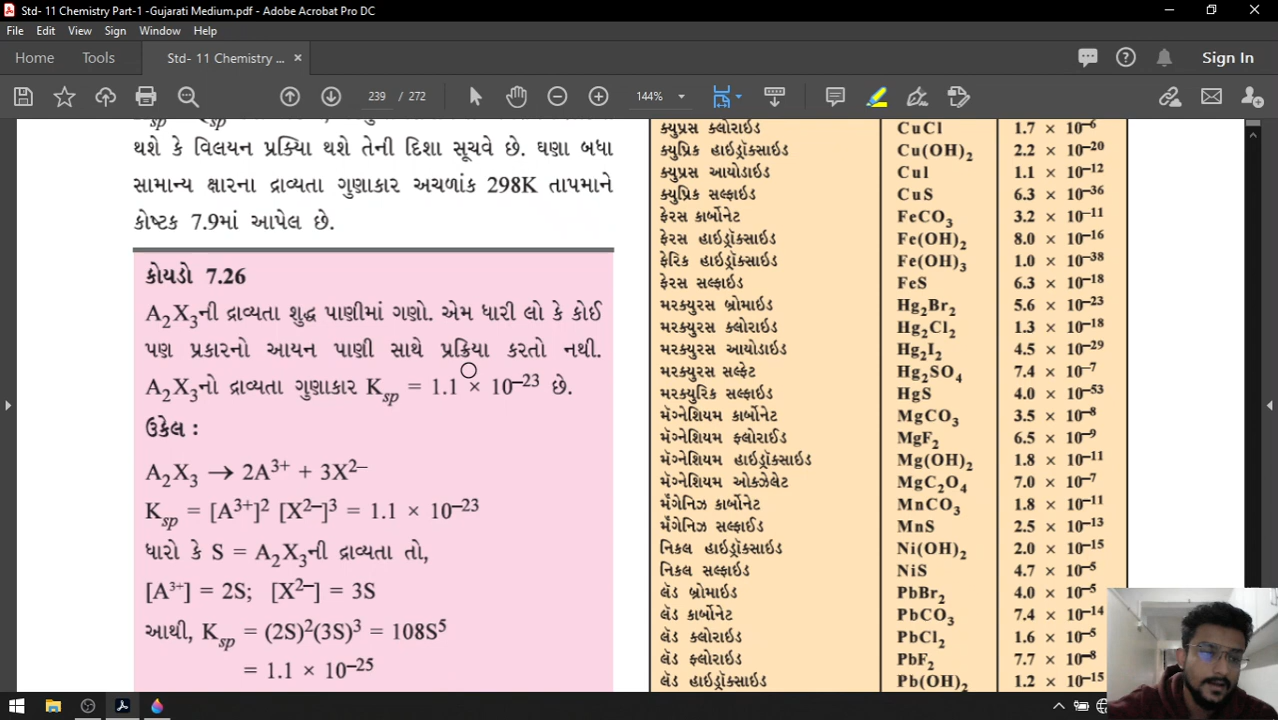 Std- 11 Chemistry Part-1 -Gujarati Medium.pdf - Adobe Acrobat Pro DC
File Edit View Sign Window Help
Home Tools Std- 11 Chemistry ... × Sign In
239 / 272 144%
થશે કે વિલયન પ્રક્રિયા થશે તેની દિશા સૂચવે છે. ઘણા બધા
સામાન્ય ક્ષારના દ્રાવ્યતા ગુણાકાર અચળાંક 298K તાપમાને
કોષ્ટક 7.9માં આપેલ છે.
કોયડો 7.26
A₂X₃ની દ્રાવ્યતા શુદ્ધ પાણીમાં ગણો. એમ ધારી લો કે કોઈ
પણ પ્રકારનો આયન પાણી સાથે પ્રક્રિયા કરતો નથી.
A₂X₃નો દ્રાવ્યતા ગુણાકાર Ksp = 1.1 × 10⁻²³ છે.
ઉકેલ :
A₂X₃ → 2A³⁺ + 3X²⁻
Ksp = [A³⁺]² [X²⁻]³ = 1.1 × 10⁻²³
ધારો કે S = A₂X₃ની દ્રાવ્યતા તો,
[A³⁺] = 2S; [X²⁻] = 3S
આથી, Ksp = (2S)²(3S)³ = 108S⁵
= 1.1 × 10⁻²⁵
ક્યુપ્રસ ક્લોરાઇડ CuCl 1.7 × 10⁻⁶
ક્યુપ્રિક હાઇડ્રૉક્સાઇડ Cu(OH)₂ 2.2 × 10⁻²⁰
ક્યુપ્રસ આયોડાઇડ CuI 1.1 × 10⁻¹²
ક્યુપ્રિક સલ્ફાઇડ CuS 6.3 × 10⁻³⁶
ફેરસ કાર્બોનેટ FeCO₃ 3.2 × 10⁻¹¹
ફેરસ હાઇડ્રૉક્સાઇડ Fe(OH)₂ 8.0 × 10⁻¹⁶
ફેરિક હાઇડ્રૉક્સાઇડ Fe(OH)₃ 1.0 × 10⁻³⁸
ફેરસ સલ્ફાઇડ FeS 6.3 × 10⁻¹⁸
મરક્યુરસ બ્રોમાઇડ Hg₂Br₂ 5.6 × 10⁻²³
મરક્યુરસ ક્લોરાઇડ Hg₂Cl₂ 1.3 × 10⁻¹⁸
મરક્યુરસ આયોડાઇડ Hg₂I₂ 4.5 × 10⁻²⁹
મરક્યુરસ સલ્ફેટ Hg₂SO₄ 7.4 × 10⁻⁷
મરક્યુરિક સલ્ફાઇડ HgS 4.0 × 10⁻⁵³
મૅગ્નેશિયમ કાર્બોનેટ MgCO₃ 3.5 × 10⁻⁸
મૅગ્નેશિયમ ફ્લોરાઈડ MgF₂ 6.5 × 10⁻⁹
મૅગ્નેશિયમ હાઇડ્રૉક્સાઇડ Mg(OH)₂ 1.8 × 10⁻¹¹
મૅગ્નેશિયમ ઓક્ઝેલેટ MgC₂O₄ 7.0 × 10⁻⁷
મૅંગેનિઝ કાર્બોનેટ MnCO₃ 1.8 × 10⁻¹¹
મૅંગેનિઝ સલ્ફાઈડ MnS 2.5 × 10⁻¹³
નિકલ હાઇડ્રૉક્સાઇડ Ni(OH)₂ 2.0 × 10⁻¹⁵
નિકલ સલ્ફાઇડ NiS 4.7 × 10⁻⁵
લૅડ બ્રોમાઇડ PbBr₂ 4.0 × 10⁻⁵
લૅડ કાર્બોનેટ PbCO₃ 7.4 × 10⁻¹⁴
લૅડ ક્લોરાઇડ PbCl₂ 1.6 × 10⁻⁵
લૅડ ફ્લોરાઇડ PbF₂ 7.7 × 10⁻⁸
લૅડ હાઇડ્રૉક્સાઇડ Pb(OH)₂ 1.2 × 10⁻¹⁵